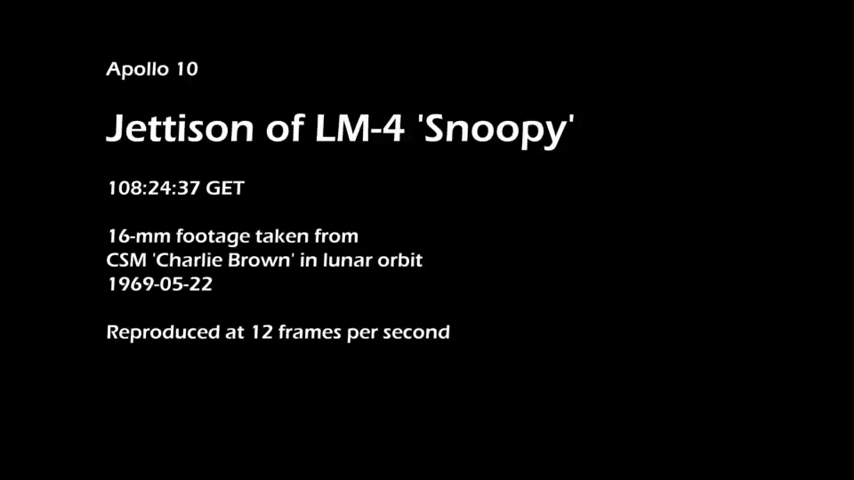 Apollo 10
Jettison of LM-4 'Snoopy'
108:24:37 GET
16-mm footage taken from
CSM 'Charlie Brown' in lunar orbit
1969-05-22
Reproduced at 12 frames per second